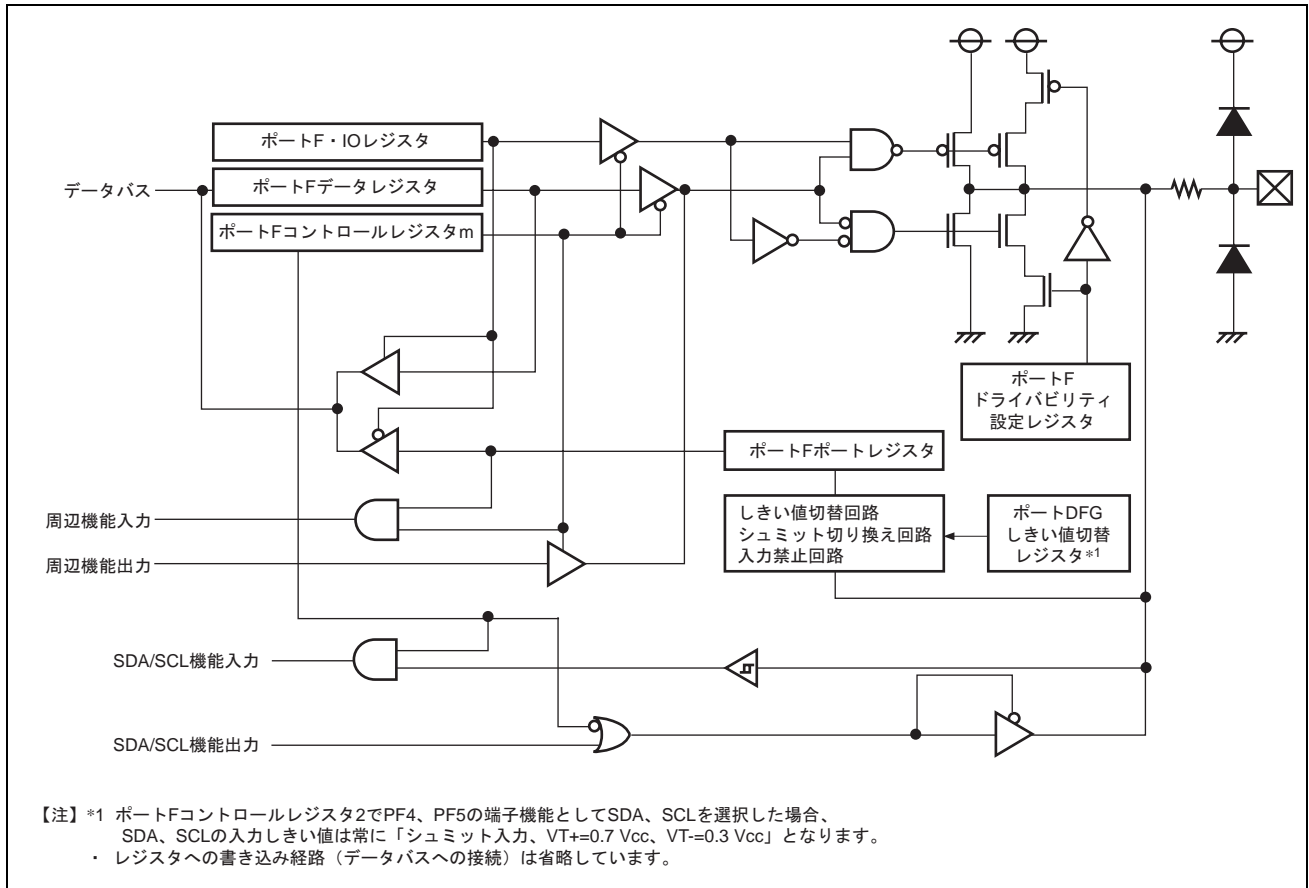 ポートF・IOレジスタ
データバス
ポートFデータレジスタ
ポートFコントロールレジスタm
ポートF
ドライバビリティ
設定レジスタ
ポートFポートレジスタ
周辺機能入力
周辺機能出力
しきい値切替回路
シュミット切り換え回路
入力禁止回路
ポートDFG
しきい値切替
レジスタ*1
SDA/SCL機能入力
SDA/SCL機能出力
【注】*1 ポートFコントロールレジスタ2でPF4、PF5の端子機能としてSDA、SCLを選択した場合、
SDA、SCLの入力しきい値は常に「シュミット入力、VT+=0.7 Vcc、VT-=0.3 Vcc」となります。
・ レジスタへの書き込み経路（データバスへの接続）は省略しています。